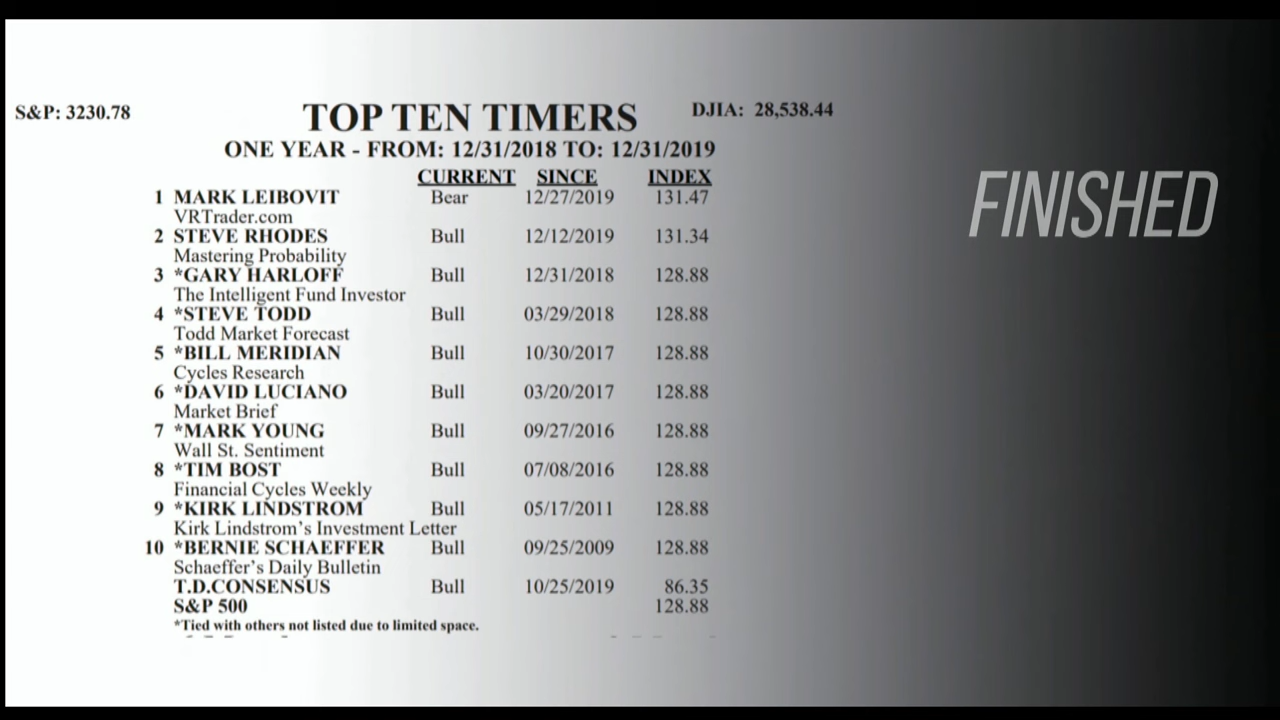 S&P: 3230.78
TOP TEN TIMERS
DJIA: 28,538.44
ONE YEAR - FROM: 12/31/2018 TO: 12/31/2019
CURRENT SINCE INDEX
1 MARK LEIBOVIT Bear 12/27/2019 131.47
VRTrader.com
2 STEVE RHODES Bull 12/12/2019 131.34
Mastering Probability
3 *GARY HARLOFF Bull 12/31/2018 128.88
The Intelligent Fund Investor
4 *STEVE TODD Bull 03/29/2018 128.88
Todd Market Forecast
5 *BILL MERIDIAN Bull 10/30/2017 128.88
Cycles Research
6 *DAVID LUCIANO Bull 03/20/2017 128.88
Market Brief
7 *MARK YOUNG Bull 09/27/2016 128.88
Wall St. Sentiment
8 *TIM BOST Bull 07/08/2016 128.88
Financial Cycles Weekly
9 *KIRK LINDSTROM Bull 05/17/2011 128.88
Kirk Lindstrom's Investment Letter
10 *BERNIE SCHAEFFER Bull 09/25/2009 128.88
Schaeffer's Daily Bulletin
T.D.CONSENSUS Bull 10/25/2019 86.35
S&P 500 128.88
*Tied with others not listed due to limited space.
FINISHED